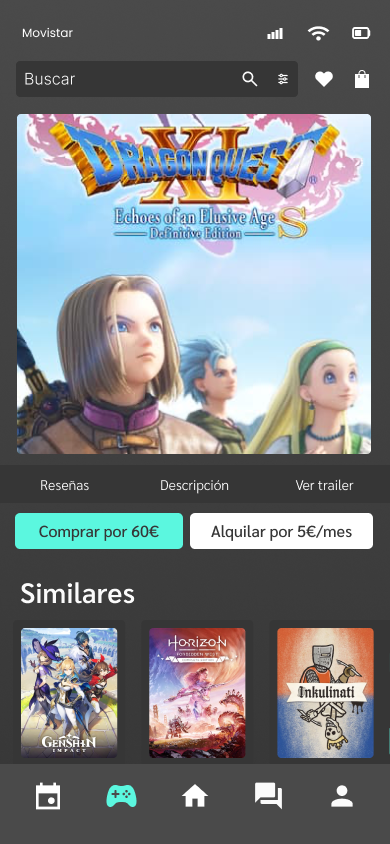 Movistar
Buscar
DRAGON QUEST
XI
Echoes of an Elusive Age S
Definitive Edition
Reseñas
Descripción
Ver trailer
Comprar por 60€
Alquilar por 5€/mes
Similares
GENSHIN
IMPACT
HORIZON
FORBIDDEN WEST
Inkulinati